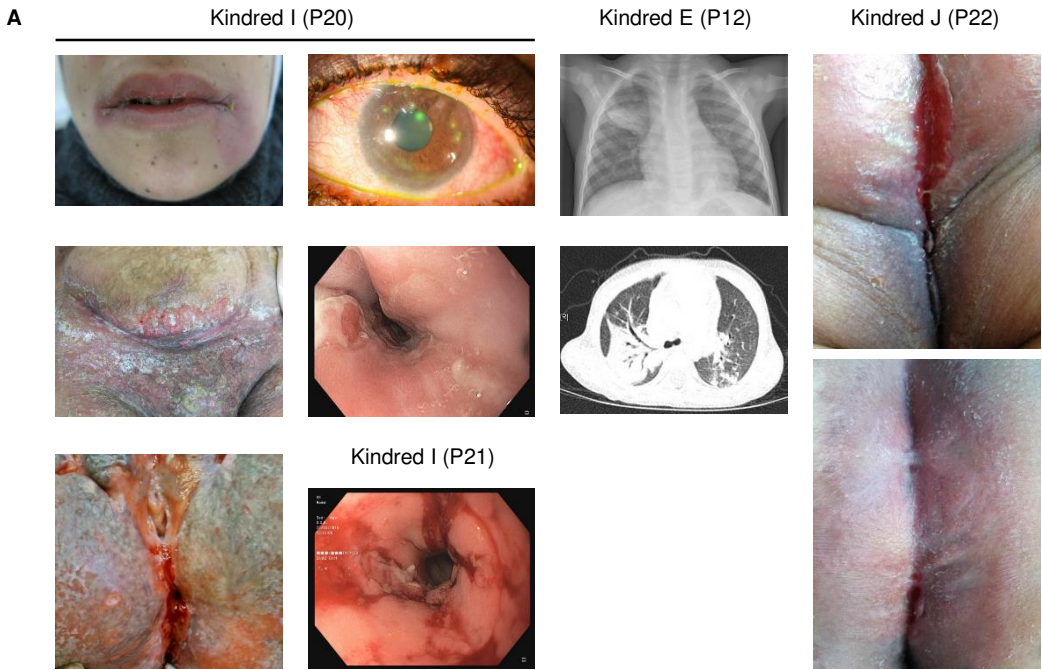 A
Kindred I (P20)
Kindred E (P12)
Kindred J (P22)
Kindred I (P21)